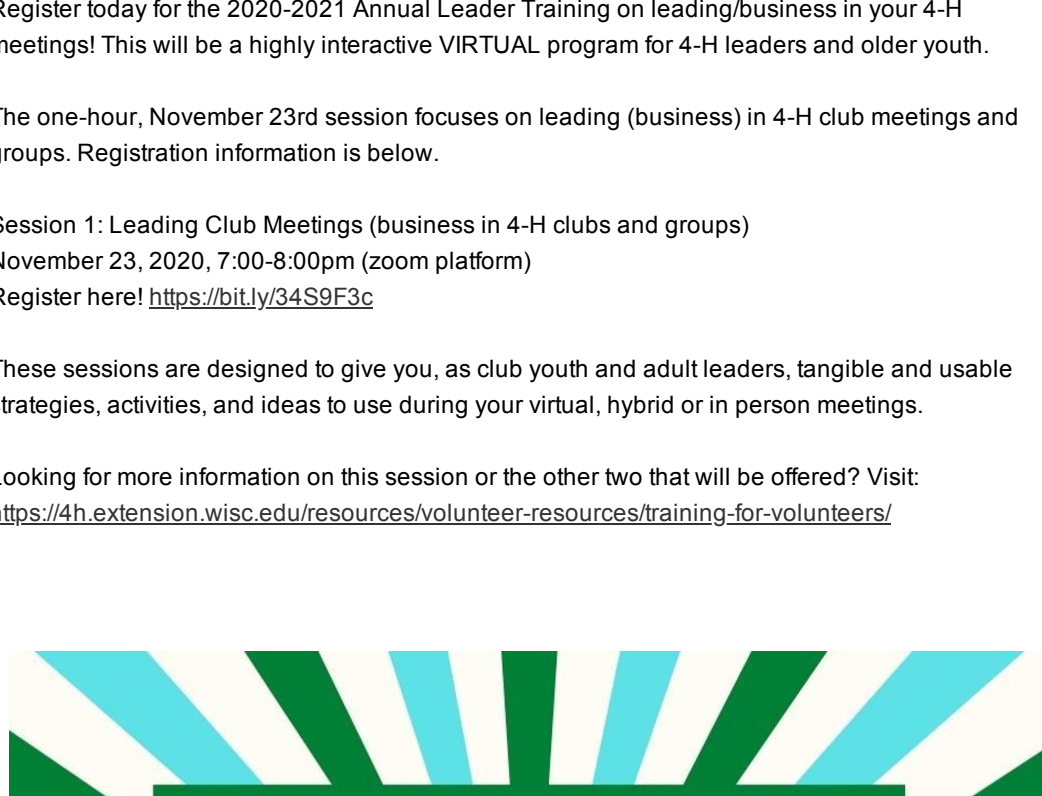 Register today for the 2020-2021 Annual Leader Training on leading/business in your 4-H
meetings! This will be a highly interactive VIRTUAL program for 4-H leaders and older youth.
The one-hour, November 23rd session focuses on leading (business) in 4-H club meetings and
groups. Registration information is below.
Session 1: Leading Club Meetings (business in 4-H clubs and groups)
November 23, 2020, 7:00-8:00pm (zoom platform)
Register here! https://bit.ly/34S9F3c
These sessions are designed to give you, as club youth and adult leaders, tangible and usable
strategies, activities, and ideas to use during your virtual, hybrid or in person meetings.
Looking for more information on this session or the other two that will be offered? Visit:
https://4h.extension.wisc.edu/resources/volunteer-resources/training-for-volunteers/